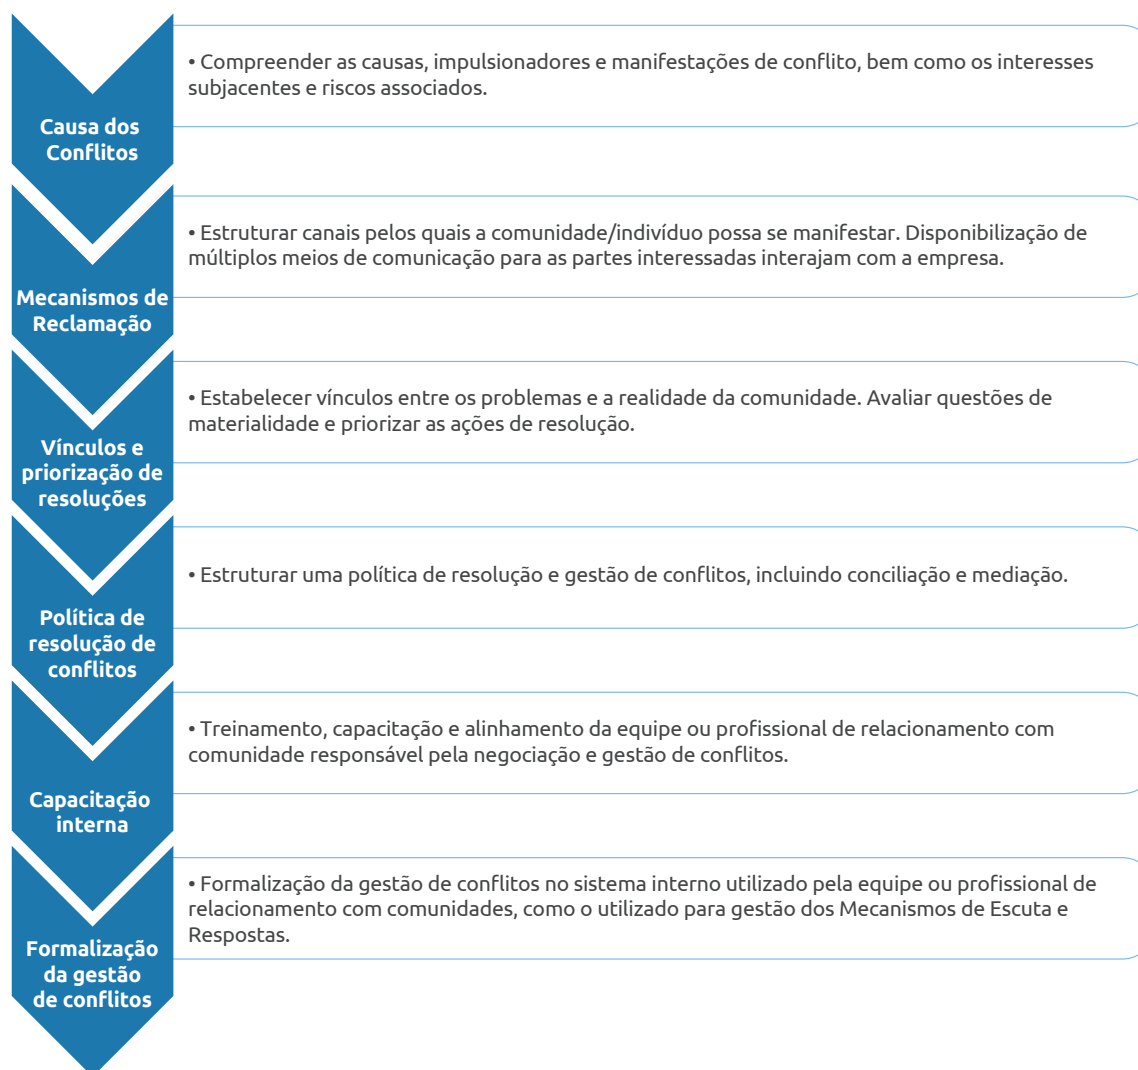 Causa dos
Conflitos
• Compreender as causas, impulsionadores e manifestações de conflito, bem como os interesses
subjacentes e riscos associados.
Mecanismos de
Reclamação
• Estruturar canais pelos quais a comunidade/indivíduo possa se manifestar. Disponibilização de
múltiplos meios de comunicação para as partes interessadas interajam com a empresa.
Vínculos e
priorização de
resoluções
• Estabelecer vínculos entre os problemas e a realidade da comunidade. Avaliar questões de
materialidade e priorizar as ações de resolução.
Política de
resolução de
conflitos
• Estruturar uma política de resolução e gestão de conflitos, incluindo conciliação e mediação.
Capacitação
interna
• Treinamento, capacitação e alinhamento da equipe ou profissional de relacionamento com
comunidade responsável pela negociação e gestão de conflitos.
Formalização
da gestão
de conflitos
• Formalização da gestão de conflitos no sistema interno utilizado pela equipe ou profissional de
relacionamento com comunidades, como o utilizado para gestão dos Mecanismos de Escuta e
Respostas.